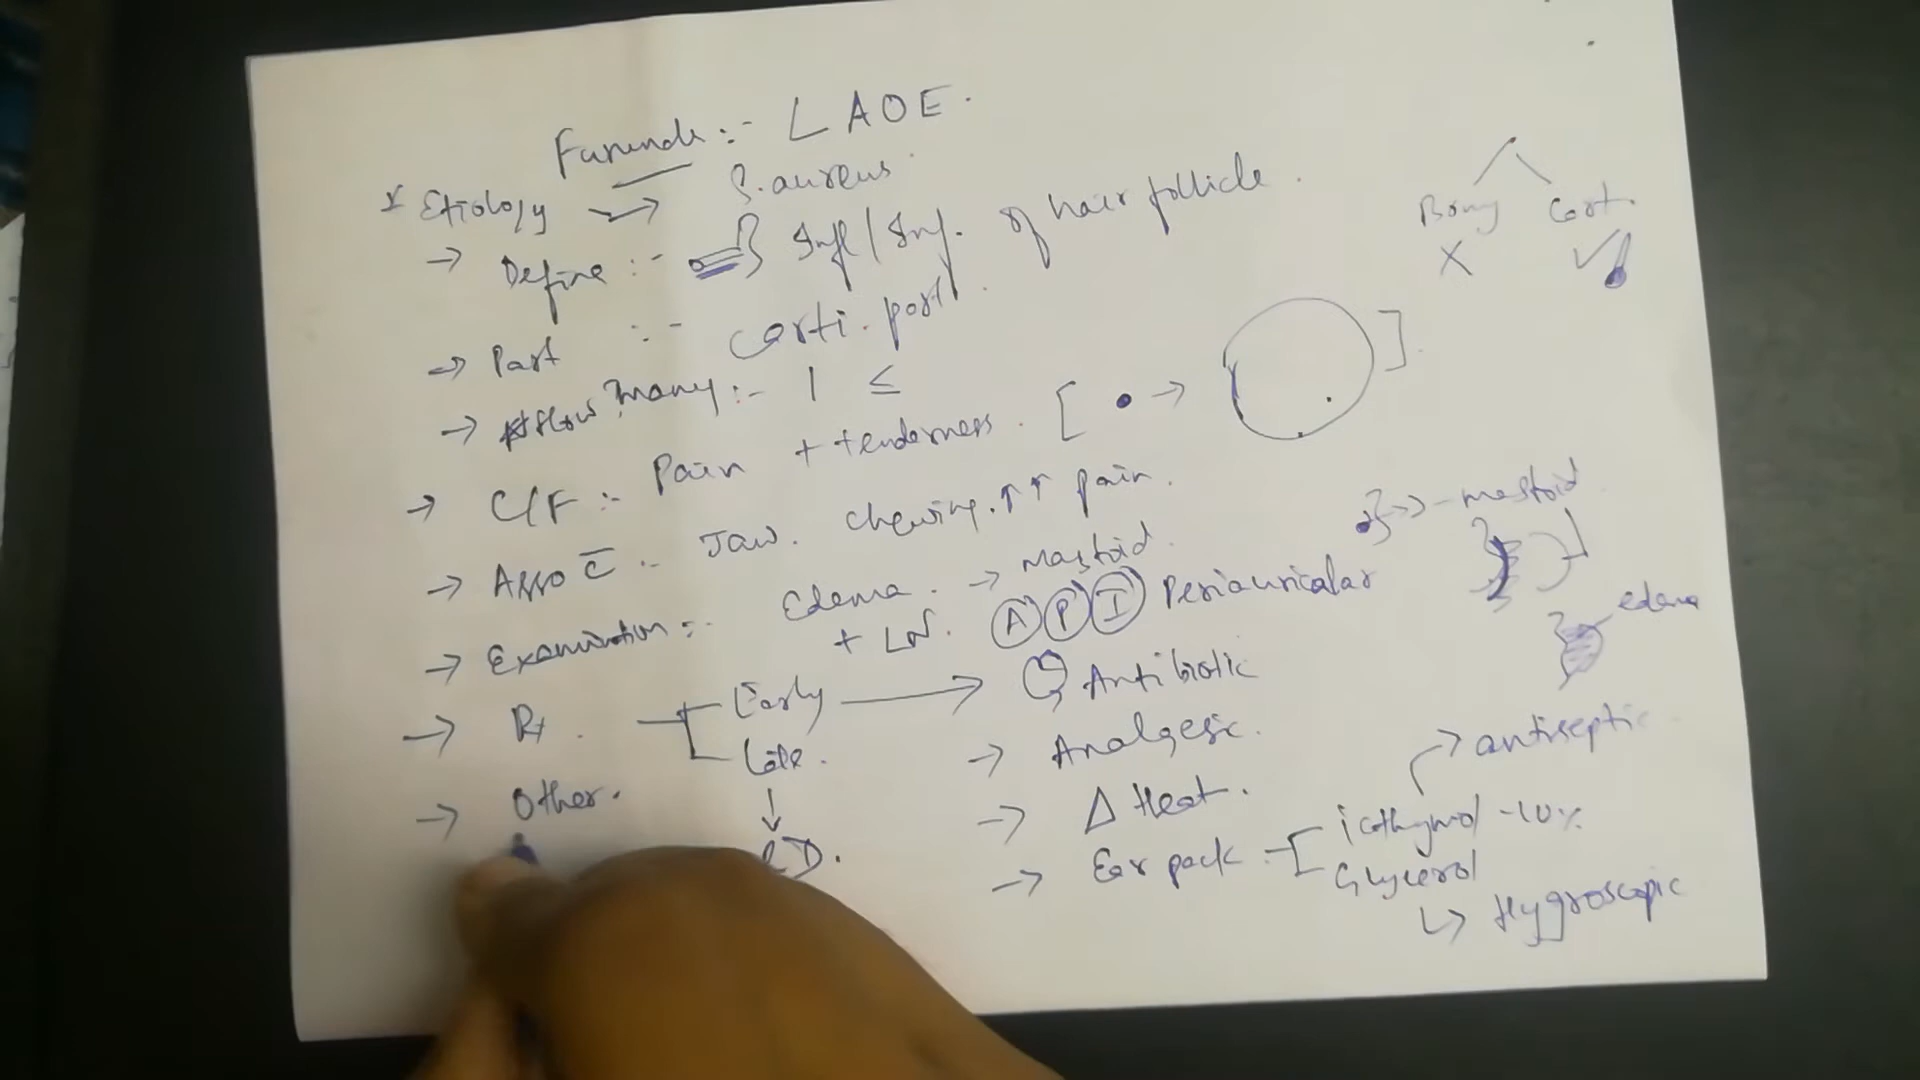 Furuncle :- LAOE.
* Etiology → S. aureus
→ Define :- Infl/Inf. of hair follicle.
Bony Cart.
X ✓
→ Part :- Carti. part.
→ How many :- 1 ≤
→ C/F :- Pain + tenderness. [ • → ]
→ Asso c̅ :- Jaw. chewing. ↑↑ pain.
→ Examination :- Edema. → Mastoid.
+ LN. A P I Periauricular
→ mastoid
edema
→ Rx. Early → Antibiotic
Late. → Analgesic.
→ Other. ↓ → Δ Heat.
I&D. → Ear pack :- icthymol -10% → antiseptic
Glycerol
↳ Hygroscopic